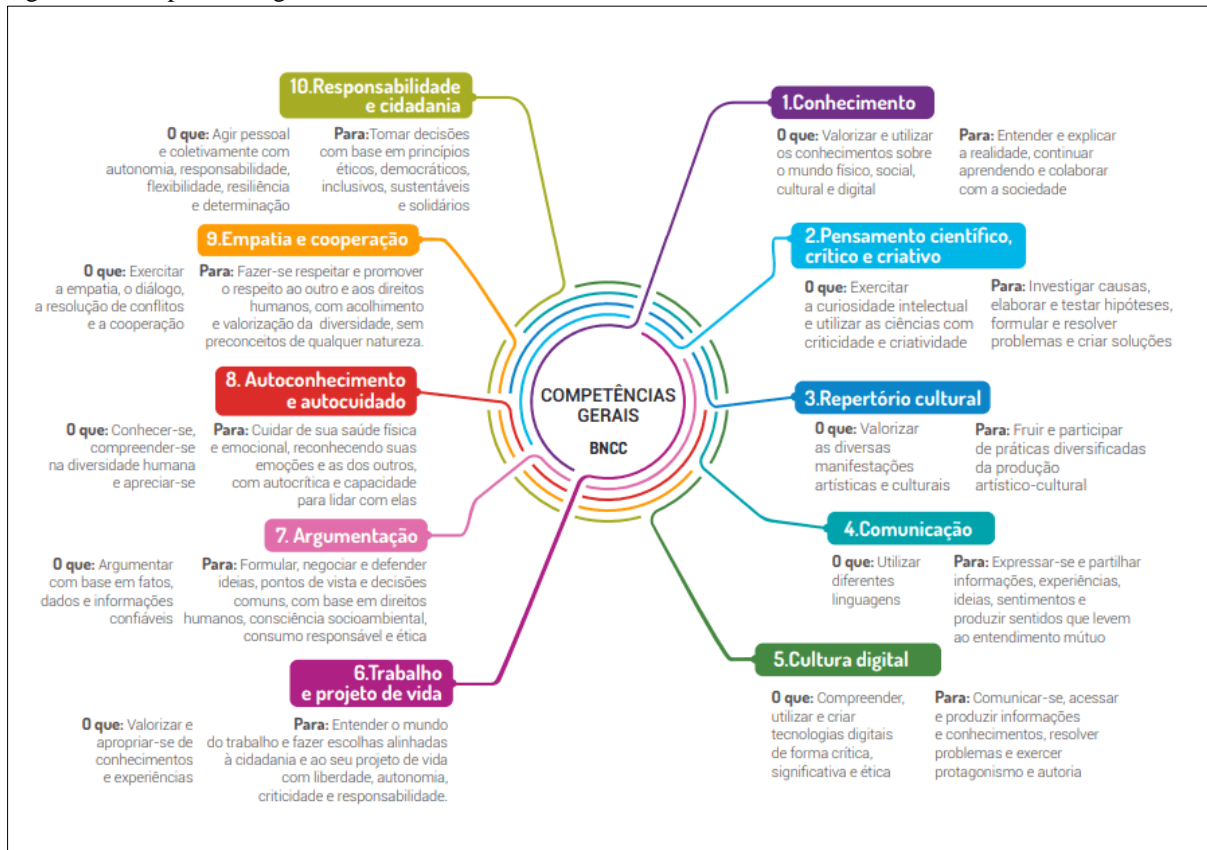 COMPETÊNCIAS
GERAIS
BNCC
1.Conhecimento
O que: Valorizar e utilizar
os conhecimentos sobre
o mundo físico, social,
cultural e digital
Para: Entender e explicar
a realidade, continuar
aprendendo e colaborar
com a sociedade
2.Pensamento científico,
crítico e criativo
O que: Exercitar
a curiosidade intelectual
e utilizar as ciências com
criticidade e criatividade
Para: Investigar causas,
elaborar e testar hipóteses,
formular e resolver
problemas e criar soluções
3.Repertório cultural
O que: Valorizar
as diversas
manifestações
artísticas e culturais
Para: Fruir e participar
de práticas diversificadas
da produção
artístico-cultural
4.Comunicação
O que: Utilizar
diferentes
linguagens
Para: Expressar-se e partilhar
informações, experiências,
ideias, sentimentos e
produzir sentidos que levem
ao entendimento mútuo
5.Cultura digital
O que: Compreender,
utilizar e criar
tecnologias digitais
de forma crítica,
significativa e ética
Para: Comunicar-se, acessar
e produzir informações
e conhecimentos, resolver
problemas e exercer
protagonismo e autoria
6.Trabalho
e projeto de vida
O que: Valorizar e
apropriar-se de
conhecimentos
e experiências
Para: Entender o mundo
do trabalho e fazer escolhas alinhadas
à cidadania e ao seu projeto de vida
com liberdade, autonomia,
criticidade e responsabilidade.
7. Argumentação
O que: Argumentar
com base em fatos,
dados e informações
confiáveis
Para: Formular, negociar e defender
ideias, pontos de vista e decisões
comuns, com base em direitos
humanos, consciência socioambiental,
consumo responsável e ética
8. Autoconhecimento
e autocuidado
O que: Conhecer-se,
compreender-se
na diversidade humana
e apreciar-se
Para: Cuidar de sua saúde física
e emocional, reconhecendo suas
emoções e as dos outros,
com autocrítica e capacidade
para lidar com elas
9.Empatia e cooperação
O que: Exercitar
a empatia, o diálogo,
a resolução de conflitos
e a cooperação
Para: Fazer-se respeitar e promover
o respeito ao outro e aos direitos
humanos, com acolhimento
e valorização da diversidade, sem
preconceitos de qualquer natureza.
10.Responsabilidade
e cidadania
O que: Agir pessoal
e coletivamente com
autonomia, responsabilidade,
flexibilidade, resiliência
e determinação
Para:Tomar decisões
com base em princípios
éticos, democráticos,
inclusivos, sustentáveis
e solidários